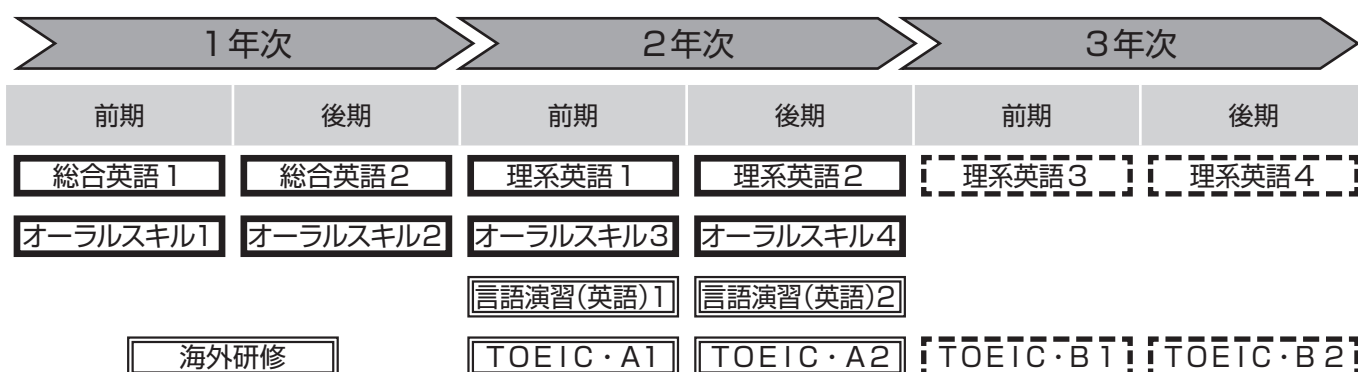 1年次 2年次 3年次
前期 後期 前期 後期 前期 後期
総合英語1 総合英語2 理系英語1 理系英語2 理系英語3 理系英語4
オーラルスキル1 オーラルスキル2 オーラルスキル3 オーラルスキル4
言語演習(英語)1 言語演習(英語)2
海外研修 TOEIC・A1 TOEIC・A2 TOEIC・B1 TOEIC・B2